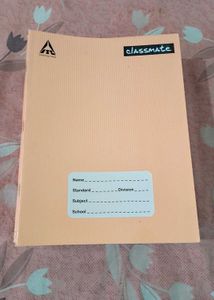 classmate
Name
Standard Division
Subject
School